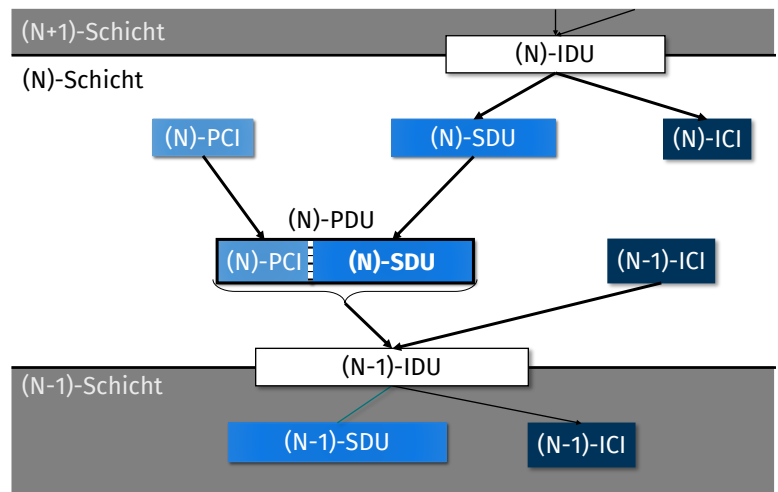 (N+1)-Schicht
(N)-IDU
(N)-Schicht
(N)-PCI
(N)-SDU
(N)-ICI
(N)-PDU
(N)-PCI
(N)-SDU
(N-1)-ICI
(N-1)-IDU
(N-1)-Schicht
(N-1)-SDU
(N-1)-ICI